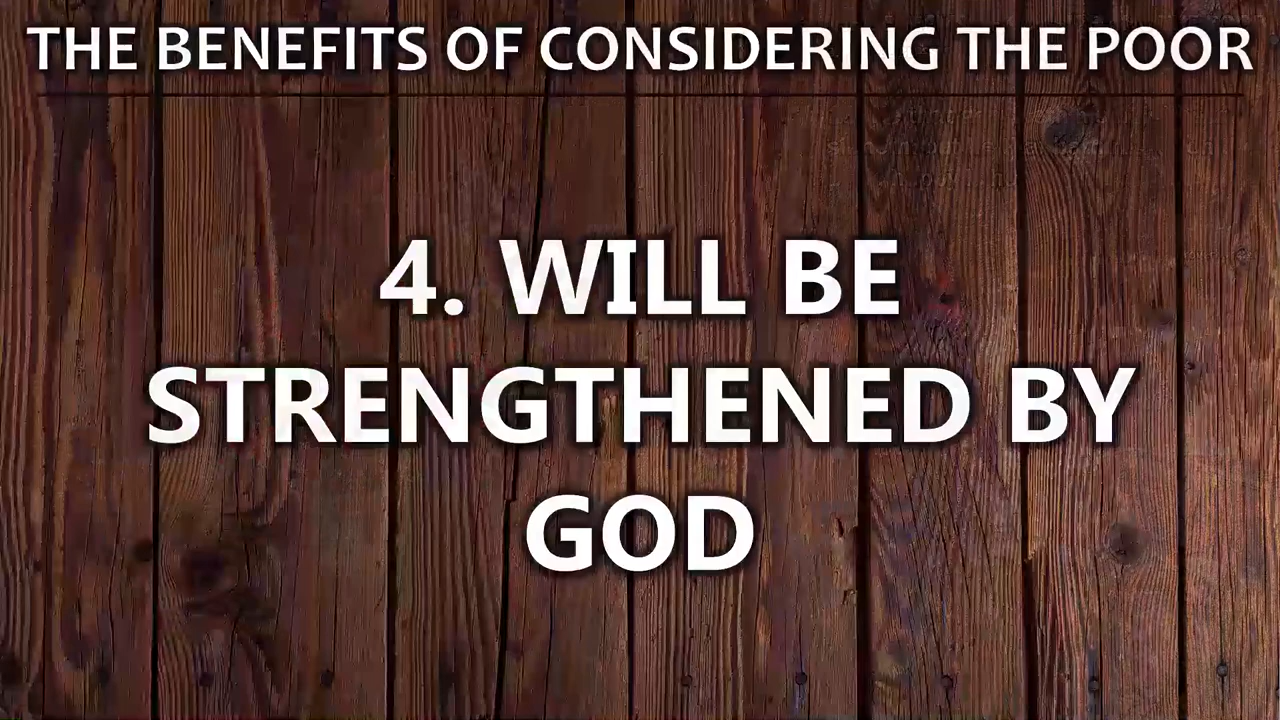 THE BENEFITS OF CONSIDERING THE POOR
4. WILL BE
STRENGTHENED BY
GOD